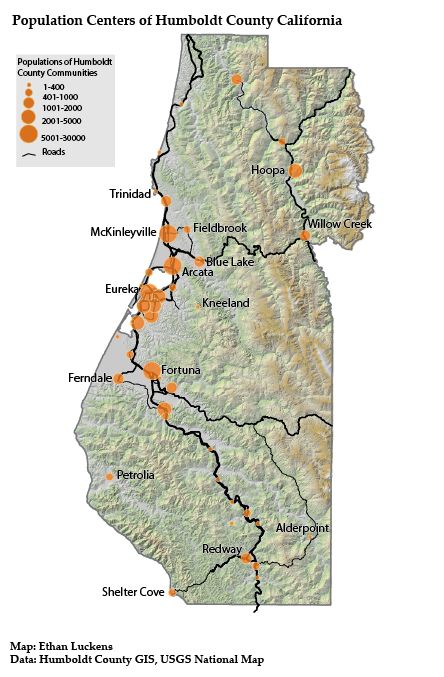 Population Centers of Humboldt County California
Populations of Humboldt
County Communities
1-400
401-1000
1001-2000
2001-5000
5001-30000
Roads
Hoopa
Trinidad
Willow Creek
McKinleyville
Fieldbrook
Blue Lake
Arcata
Eureka
Kneeland
Fortuna
Ferndale
Petrolia
Alderpoint
Redway
Shelter Cove
Map: Ethan Luckens
Data: Humboldt County GIS, USGS National Map